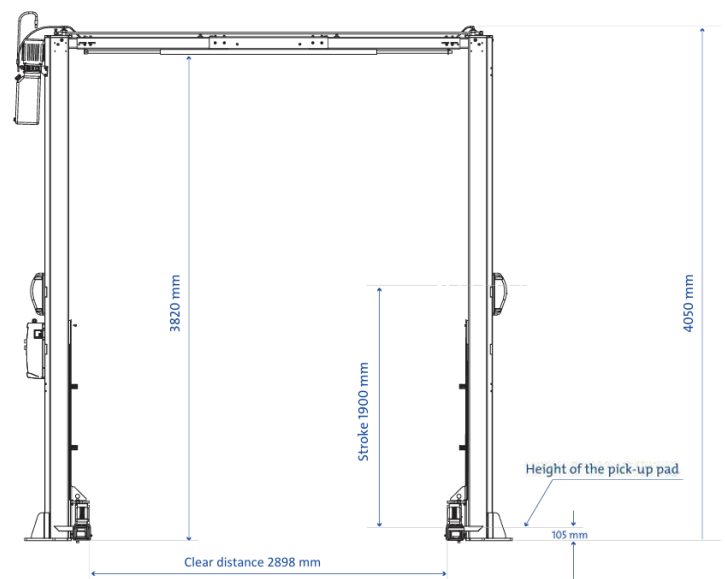 3820 mm
4050 mm
Stroke 1900 mm
Height of the pick-up pad
105 mm
Clear distance 2898 mm